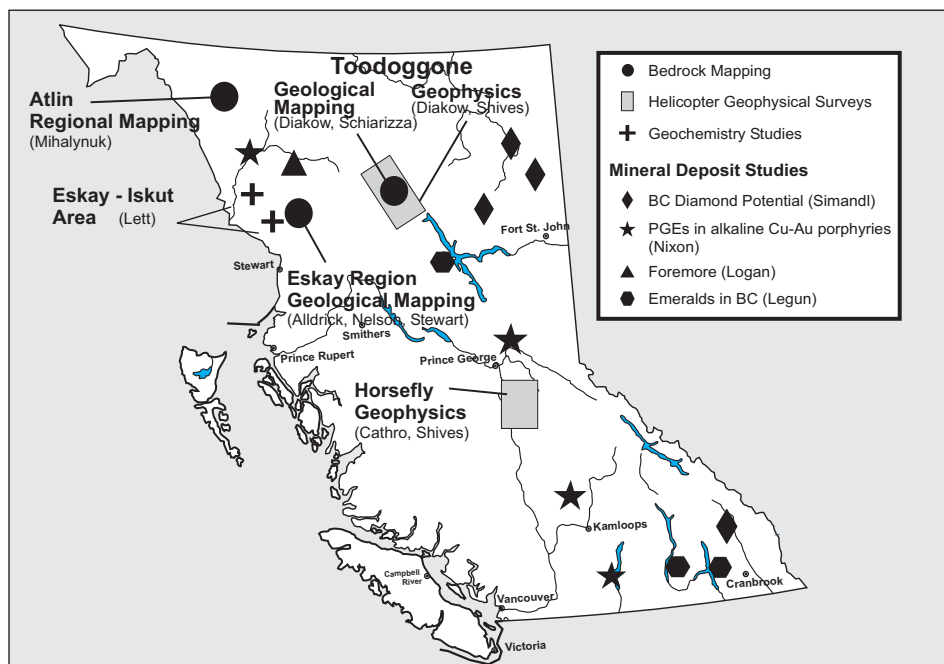 Toodoggone
Geological
Mapping
(Diakow, Schiarizza)
Geophysics
(Diakow, Shives)
Atlin
Regional Mapping
(Mihalynuk)
Eskay - Iskut
Area (Lett)
Stewart
Eskay Region
Geological Mapping
(Alldrick, Nelson, Stewart)
Fort St. John
Smithers
Prince Rupert
Prince George
Horsefly
Geophysics
(Cathro, Shives)
Kamloops
Campbell
River
Vancouver
Cranbrook
Victoria
Bedrock Mapping
Helicopter Geophysical Surveys
Geochemistry Studies
Mineral Deposit Studies
BC Diamond Potential (Simandl)
PGEs in alkaline Cu-Au porphyries
(Nixon)
Foremore (Logan)
Emeralds in BC (Legun)